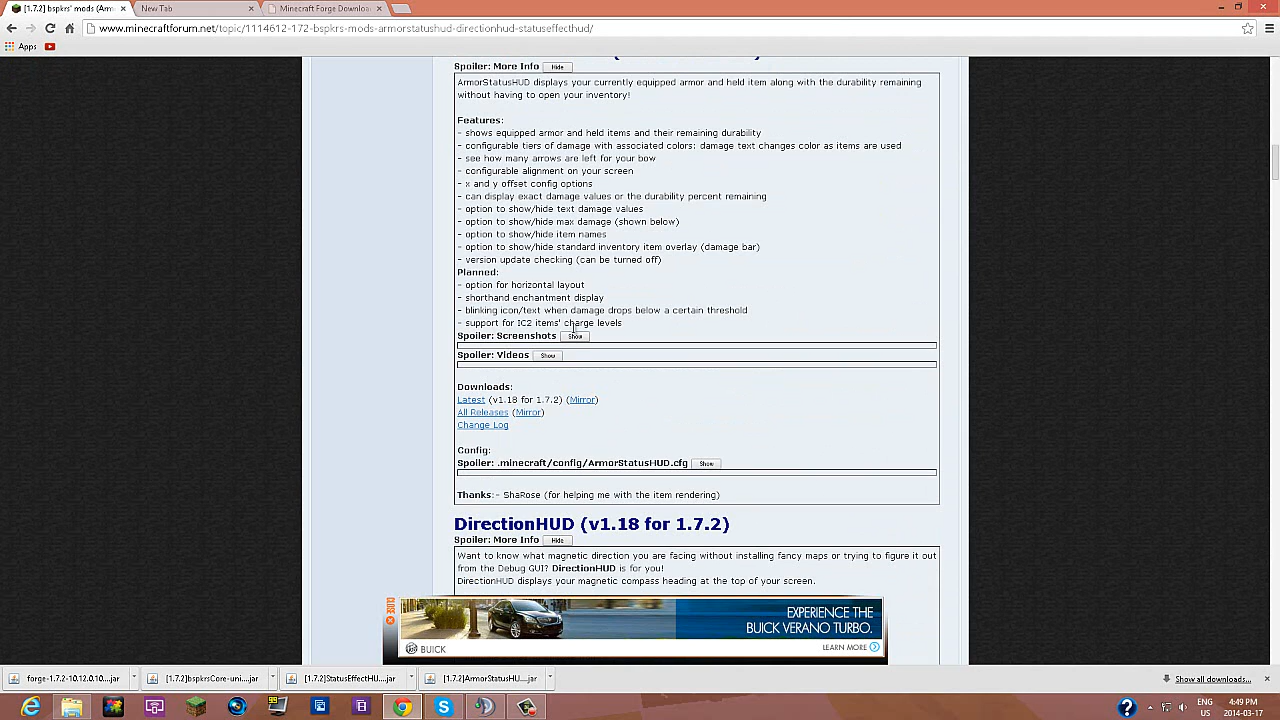 [1.7.2] bspkrs' mods (Arm
New Tab
Minecraft Forge Downloa
www.minecraftforum.net/topic/1114612-172-bspkrs-mods-armorstatushud-directionhud-statuseffecthud/
Apps
Spoiler: More Info Hide
ArmorStatusHUD displays your currently equipped armor and held item along with the durability remaining
without having to open your inventory!
Features:
- shows equipped armor and held items and their remaining durability
- configurable tiers of damage with associated colors: damage text changes color as items are used
- see how many arrows are left for your bow
- configurable alignment on your screen
- x and y offset config options
- can display exact damage values or the durability percent remaining
- option to show/hide text damage values
- option to show/hide max damage (shown below)
- option to show/hide item names
- option to show/hide standard inventory item overlay (damage bar)
- version update checking (can be turned off)
Planned:
- option for horizontal layout
- shorthand enchantment display
- blinking icon/text when damage drops below a certain threshold
- support for IC2 items' charge levels
Spoiler: Screenshots Show
Spoiler: Videos Show
Downloads:
Latest (v1.18 for 1.7.2) (Mirror)
All Releases (Mirror)
Change Log
Config:
Spoiler: .minecraft/config/ArmorStatusHUD.cfg Show
Thanks:- ShaRose (for helping me with the item rendering)
DirectionHUD (v1.18 for 1.7.2)
Spoiler: More Info Hide
Want to know what magnetic direction you are facing without installing fancy maps or trying to figure it out
from the Debug GUI? DirectionHUD is for you!
DirectionHUD displays your magnetic compass heading at the top of your screen.
CLOSE
EXPERIENCE THE
BUICK VERANO TURBO.
BUICK
LEARN MORE
forge-1.7.2-10.12.0.10....jar
[1.7.2]bspkrsCore-uni....jar
[1.7.2]StatusEffectHU....jar
[1.7.2]ArmorStatusHU....jar
Show all downloads...
ENG
US
4:49 PM
2014-03-17